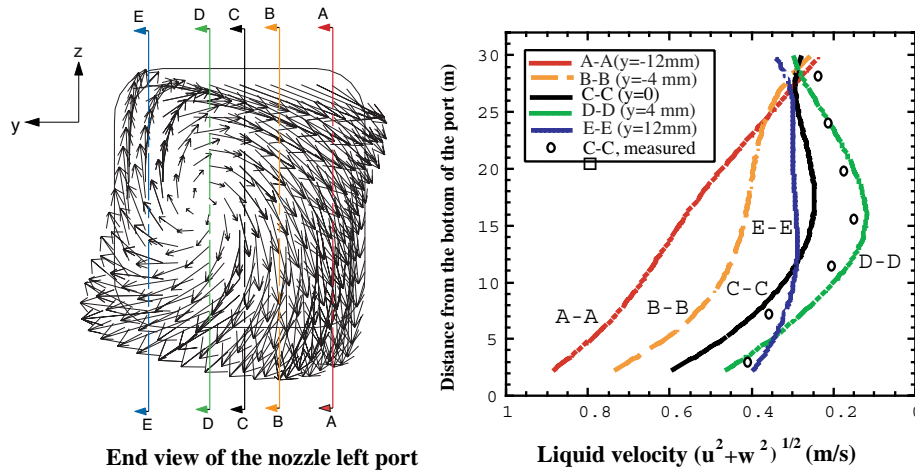 E D C B A
z
y
E D C B A
End view of the nozzle left port
Distance from the bottom of the port (m)
30
25
20
15
10
5
0
A-A(y=-12mm)
B-B (y=-4 mm)
C-C (y=0)
D-D (y=4 mm)
E-E (y=12mm)
C-C, measured
E-E
D-D
C-C
B-B
A-A
1 0.8 0.6 0.4 0.2 0
Liquid velocity (u²+w²)^1/2 (m/s)